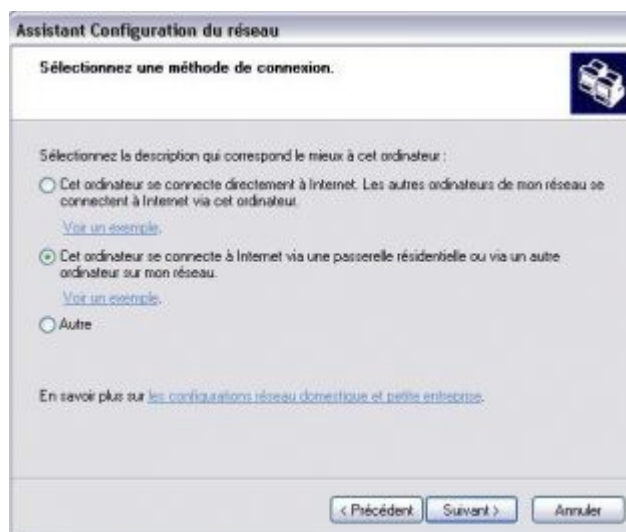 Assistant Configuration du réseau
Sélectionnez une méthode de connexion.
Sélectionnez la description qui correspond le mieux à cet ordinateur :
Cet ordinateur se connecte directement à Internet. Les autres ordinateurs de mon réseau se
connectent à Internet via cet ordinateur.
Voir un exemple.
Cet ordinateur se connecte à Internet via une passerelle résidentielle ou via un autre
ordinateur sur mon réseau.
Voir un exemple.
Autre
En savoir plus sur les configurations réseau domestique et petite entreprise.
< Précédent Suivant > Annuler